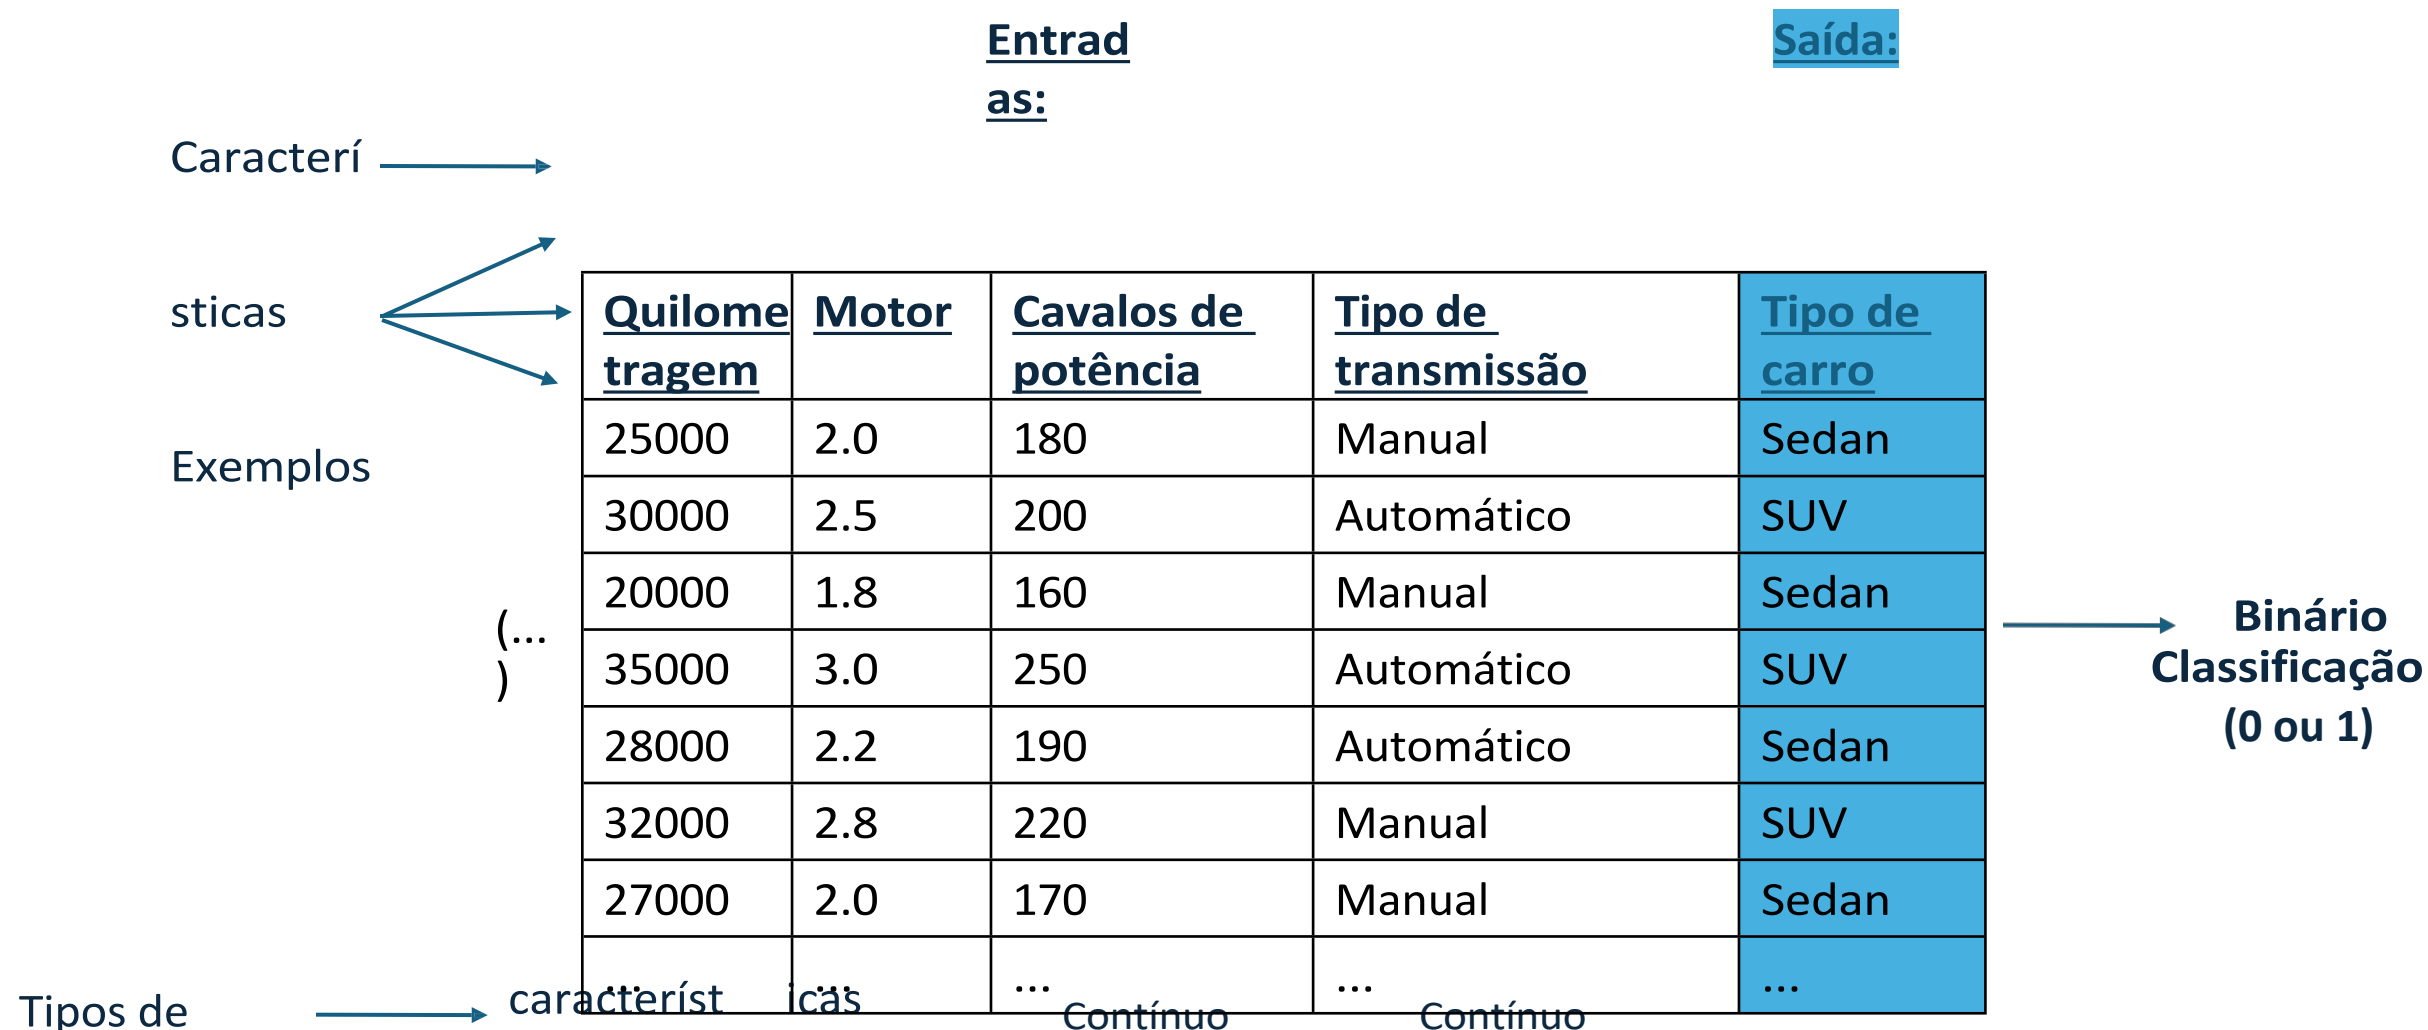 Entrad
as:
Saída:
Caracterí
sticas
Exemplos
Quilome
tragem
Motor
Cavalos de
potência
Tipo de
transmissão
Tipo de
carro
25000 2.0 180 Manual Sedan
30000 2.5 200 Automático SUV
20000 1.8 160 Manual Sedan
35000 3.0 250 Automático SUV
28000 2.2 190 Automático Sedan
32000 2.8 220 Manual SUV
27000 2.0 170 Manual Sedan
... ... ... ... ...
(...
)
Binário
Classificação
(0 ou 1)
Tipos de
característ icas
Contínuo Contínuo